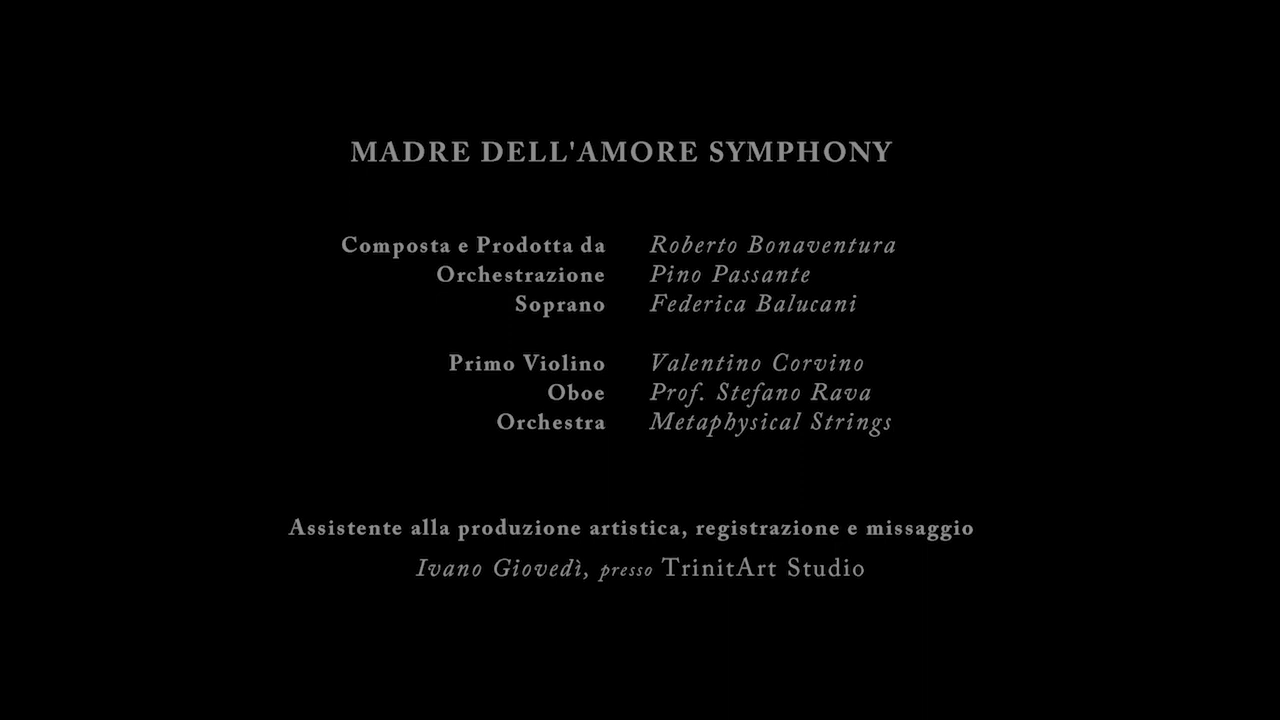 MADRE DELL'AMORE SYMPHONY
Composta e Prodotta da Roberto Bonaventura
Orchestrazione Pino Passante
Soprano Federica Balucani
Primo Violino Valentino Corvino
Oboe Prof. Stefano Rava
Orchestra Metaphysical Strings
Assistente alla produzione artistica, registrazione e missaggio
Ivano Giovedì, presso TrinitArt Studio